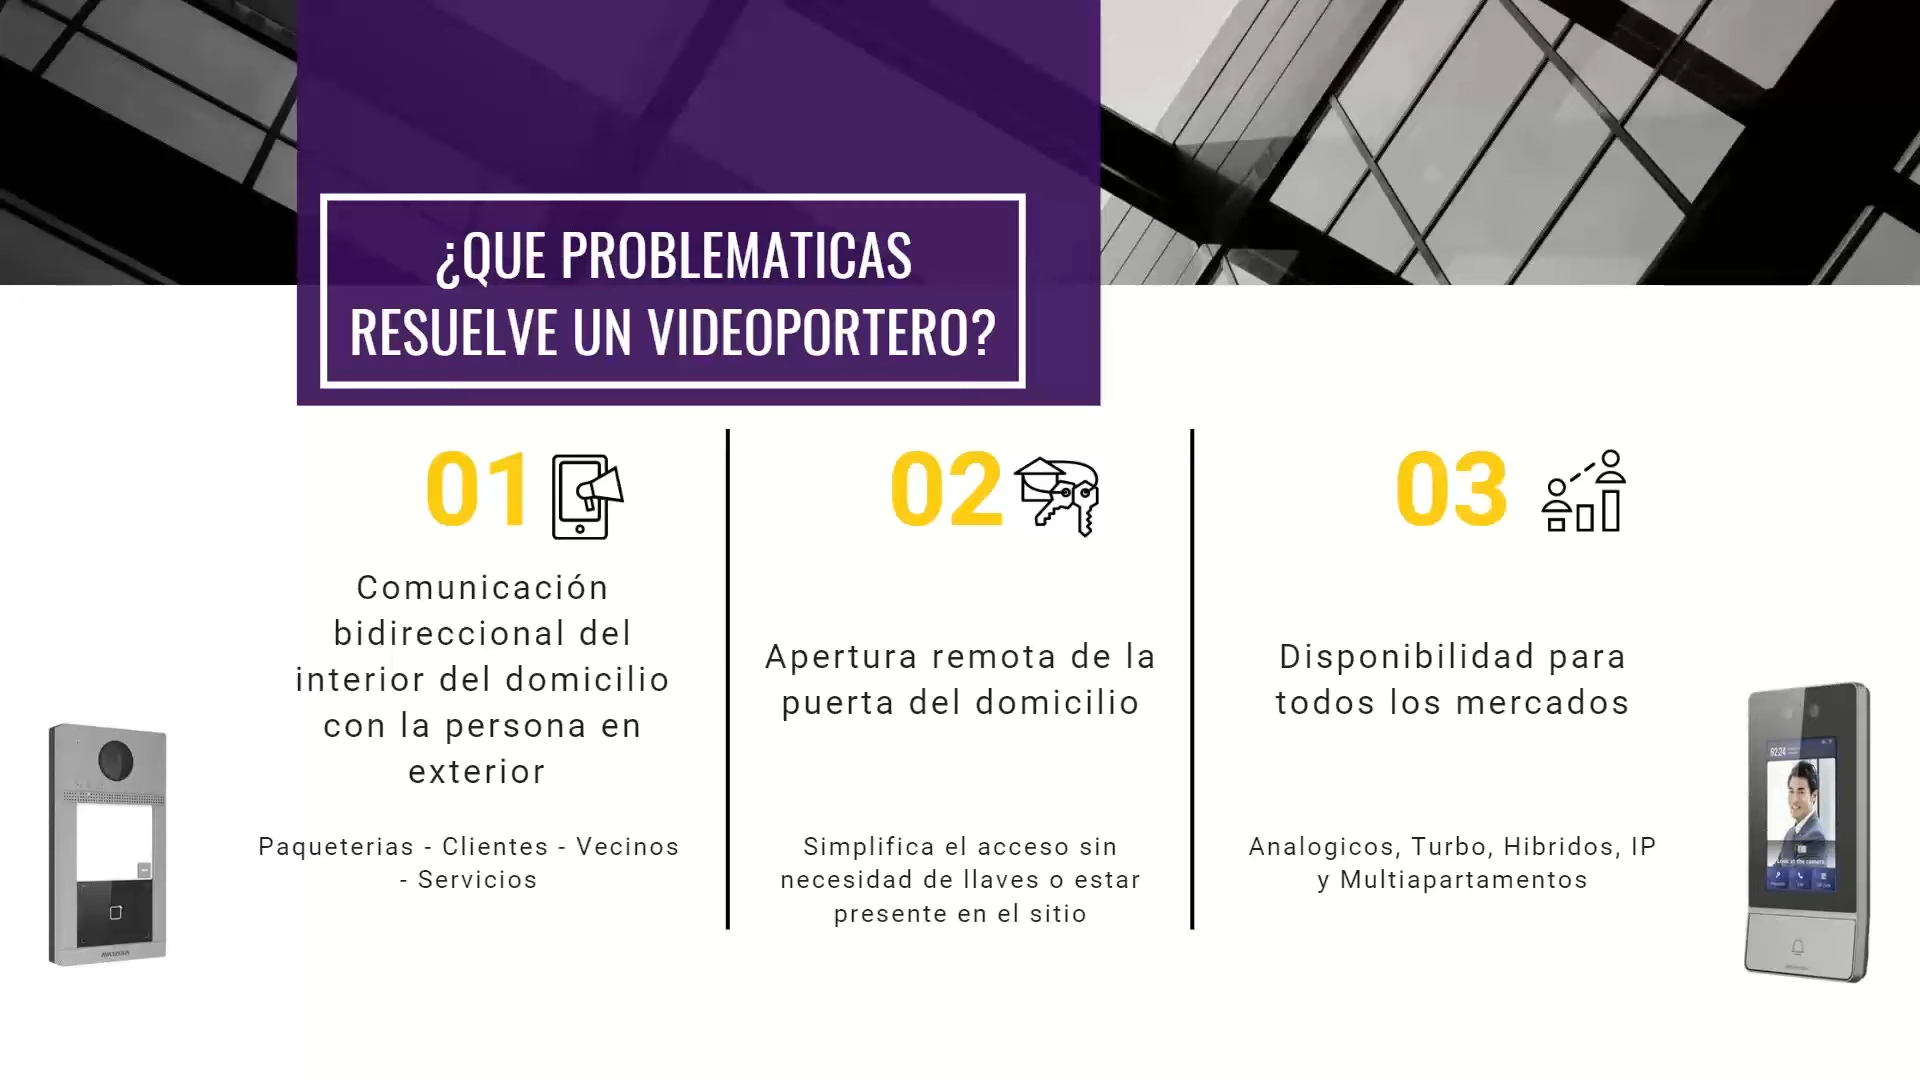 ¿QUE PROBLEMATICAS
RESUELVE UN VIDEOPORTERO?
01
Comunicación
bidireccional del
interior del domicilio
con la persona en
exterior
Paqueterias - Clientes - Vecinos
- Servicios
02
Apertura remota de la
puerta del domicilio
Simplifica el acceso sin
necesidad de llaves o estar
presente en el sitio
03
Disponibilidad para
todos los mercados
Analogicos, Turbo, Hibridos, IP
y Multiapartamentos
HIKVISION